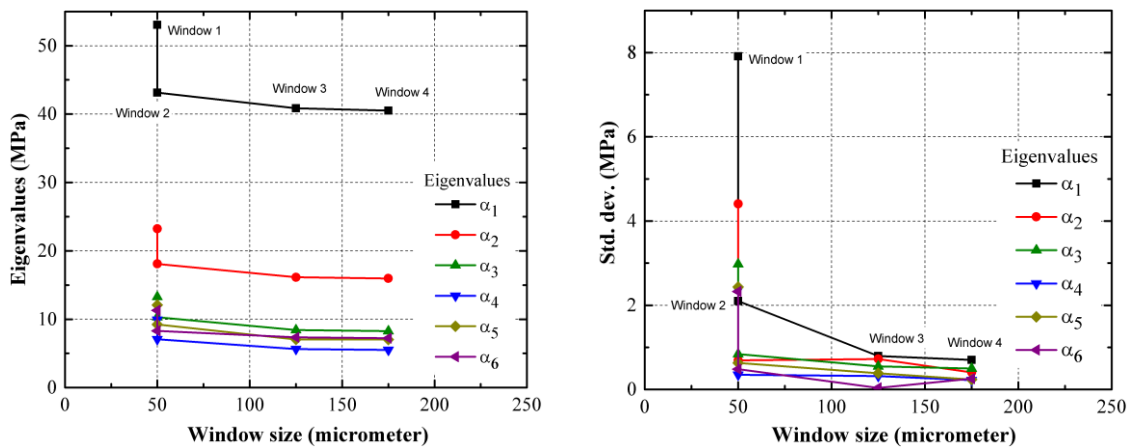 50
40
30
20
10
0
Eigenvalues (MPa)
Window 1
Window 2
Window 3
Window 4
Eigenvalues
α1
α2
α3
α4
α5
α6
0 50 100 150 200 250
Window size (micrometer)
8
6
4
2
0
Std. dev. (MPa)
Window 1
Window 2
Window 3
Window 4
Eigenvalues
α1
α2
α3
α4
α5
α6
0 50 100 150 200 250
Window size (micrometer)